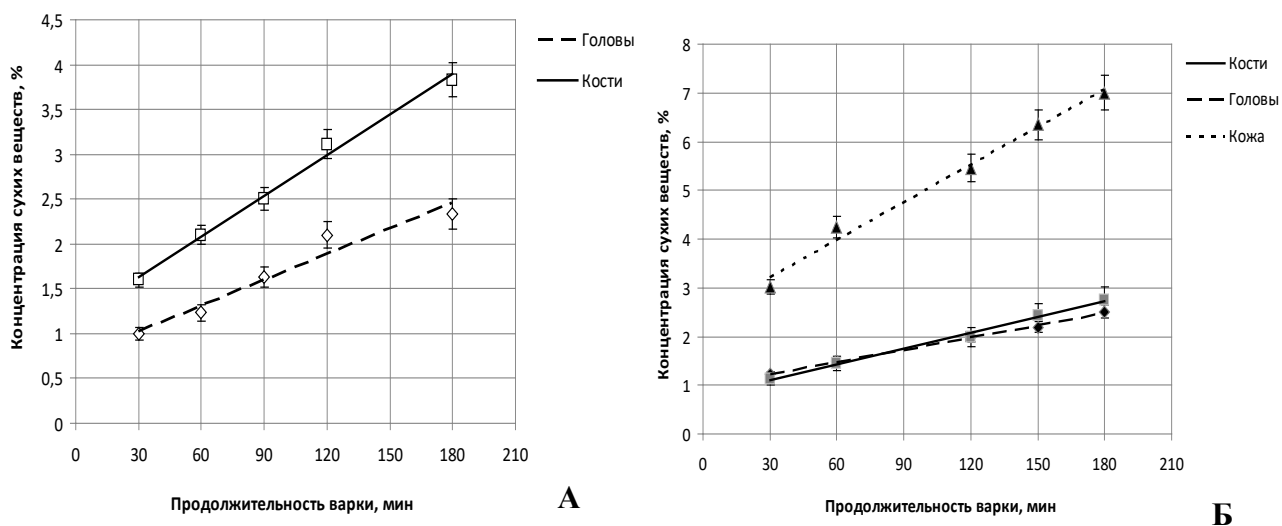 Концентрация сухих веществ, %
4,5
4
3,5
3
2,5
2
1,5
1
0,5
0
0 30 60 90 120 150 180 210
Продолжительность варки, мин
Головы
Кости
А
Концентрация сухих веществ, %
8
7
6
5
4
3
2
1
0
0 30 60 90 120 150 180 210
Продолжительность варки, мин
Кости
Головы
Кожа
Б